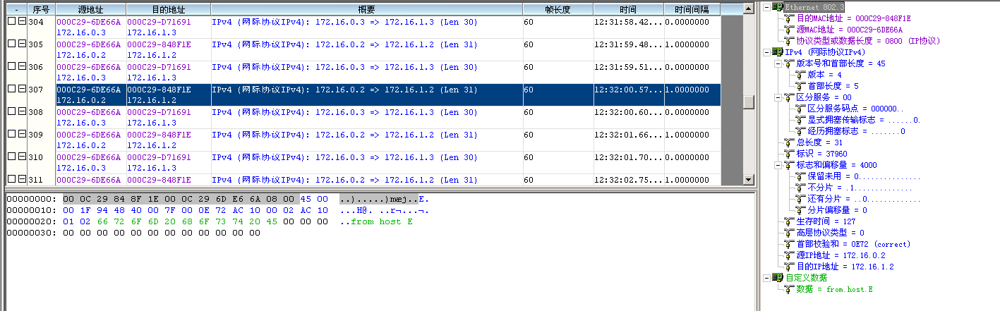 - 序号 源地址 目的地址 概要 帧长度 时间 时间间隔
304 000C29-6DE66A 000C29-D71691 IPv4 (网际协议IPv4): 172.16.0.3 => 172.16.1.3 (Len 30) 60 12:31:58.42... 0.0000000
172.16.0.3 172.16.1.3
305 000C29-6DE66A 000C29-848F1E IPv4 (网际协议IPv4): 172.16.0.2 => 172.16.1.2 (Len 31) 60 12:31:59.48... 1.0000000
172.16.0.2 172.16.1.2
306 000C29-6DE66A 000C29-D71691 IPv4 (网际协议IPv4): 172.16.0.3 => 172.16.1.3 (Len 30) 60 12:31:59.51... 0.0000000
172.16.0.3 172.16.1.3
307 000C29-6DE66A 000C29-848F1E IPv4 (网际协议IPv4): 172.16.0.2 => 172.16.1.2 (Len 31) 60 12:32:00.57... 1.0000000
172.16.0.2 172.16.1.2
308 000C29-6DE66A 000C29-D71691 IPv4 (网际协议IPv4): 172.16.0.3 => 172.16.1.3 (Len 30) 60 12:32:00.60... 0.0000000
172.16.0.3 172.16.1.3
309 000C29-6DE66A 000C29-848F1E IPv4 (网际协议IPv4): 172.16.0.2 => 172.16.1.2 (Len 31) 60 12:32:01.66... 1.0000000
172.16.0.2 172.16.1.2
310 000C29-6DE66A 000C29-D71691 IPv4 (网际协议IPv4): 172.16.0.3 => 172.16.1.3 (Len 30) 60 12:32:01.70... 0.0000000
172.16.0.3 172.16.1.3
311 000C29-6DE66A 000C29-848F1E IPv4 (网际协议IPv4): 172.16.0.2 => 172.16.1.2 (Len 31) 60 12:32:02.75... 1.0000000
00000000: 00 0C 29 84 8F 1E 00 0C 29 6D E6 6A 08 00 45 00 ..).....)mæj..E.
00000010: 00 1F 94 48 40 00 7F 00 0E 72 AC 10 00 02 AC 10 ...H@. ..r¬...¬.
00000020: 01 02 66 72 6F 6D 20 68 6F 73 74 20 45 00 00 00 ..from host E
00000030: 00 00 00 00 00 00 00 00 00 00 00 00
Ethernet 802.3
目的MAC地址 = 000C29-848F1E
源MAC地址 = 000C29-6DE66A
协议类型或数据长度 = 0800 (IP协议)
IPv4 (网际协议IPv4)
版本号和首部长度 = 45
版本 = 4
首部长度 = 5
区分服务 = 00
区分服务码点 = 000000..
显式拥塞传输标志 = ......0.
经历拥塞标志 = .......0
总长度 = 31
标识 = 37960
标志和偏移量 = 4000
保留未用 = 0...............
不分片 = .1..............
还有分片 = ..0.............
分片偏移量 = 0
生存时间 = 127
高层协议类型 = 0
首部校验和 = 0E72 (correct)
源IP地址 = 172.16.0.2
目的IP地址 = 172.16.1.2
自定义数据
数据 = from.host.E